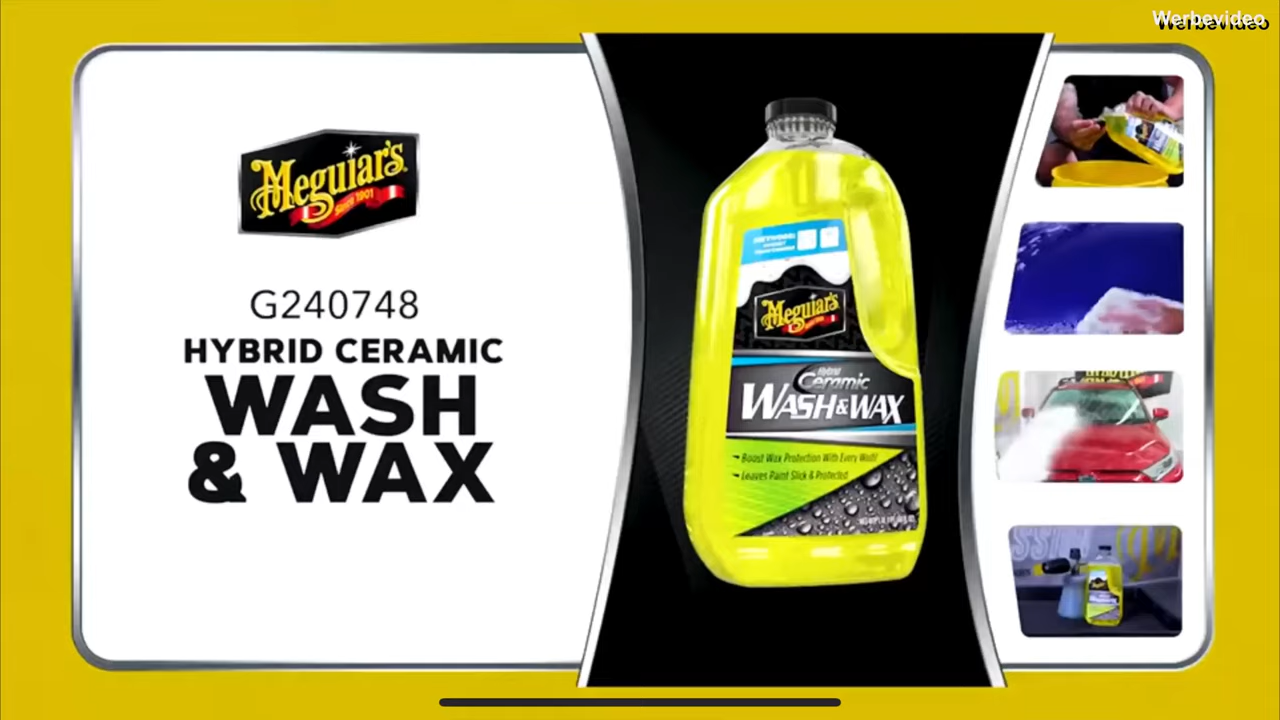 Werbevideo
Meguiar's
Since 1901
G240748
HYBRID CERAMIC
WASH
& WAX
Meguiar's
Hybrid
Ceramic
WASH & WAX
Boost Wax Protection With Every Wash!
Leaves Paint Slick & Protected